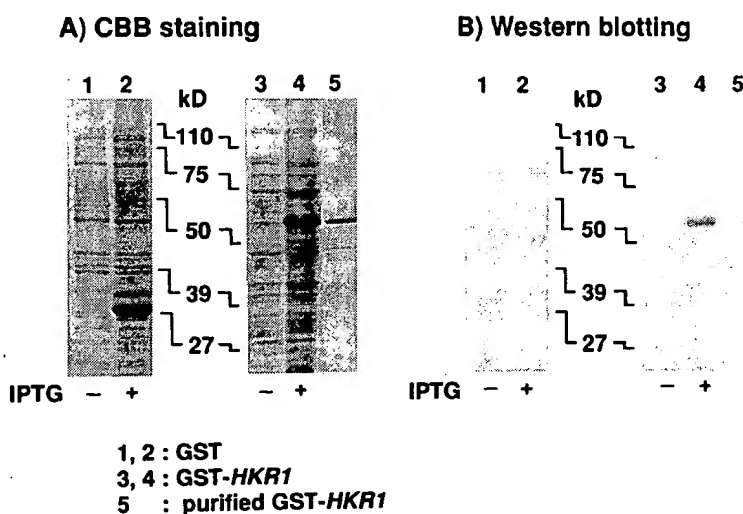 A) CBB staining
B) Western blotting
1 2 kD 3 4 5
110
75
50
39
27
IPTG − +
− +
1 2 kD 3 4 5
110
75
50
39
27
IPTG − +
− +
1, 2 : GST
3, 4 : GST-HKR1
5 : purified GST-HKR1